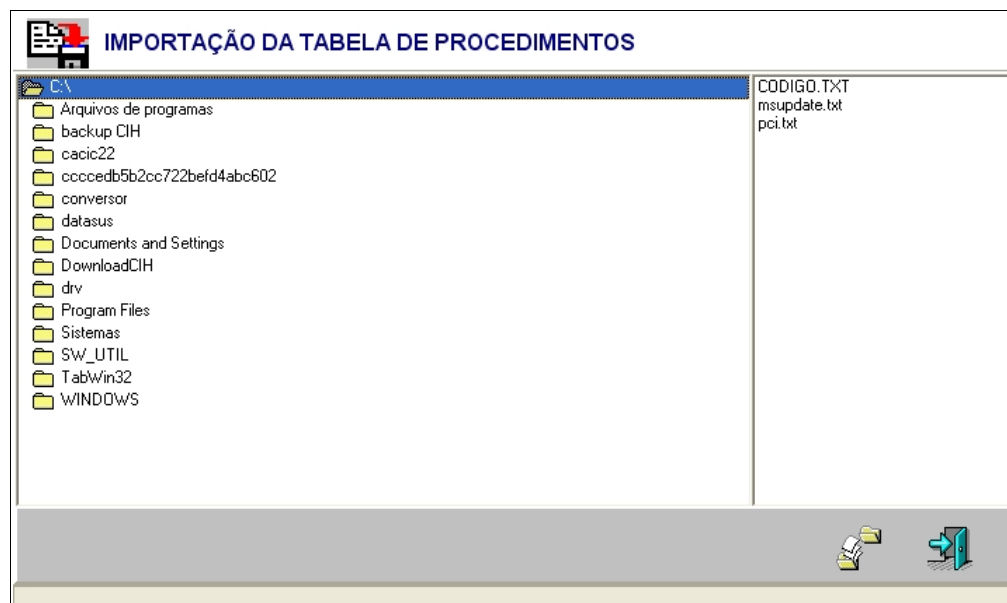 IMPORTAÇÃO DA TABELA DE PROCEDIMENTOS
C:\
Arquivos de programas
backup CIH
cacic22
ccccedb5b2cc722befd4abc602
conversor
datasus
Documents and Settings
DownloadCIH
drv
Program Files
Sistemas
SW_UTIL
TabWin32
WINDOWS
CODIGO.TXT
msupdate.txt
pci.txt